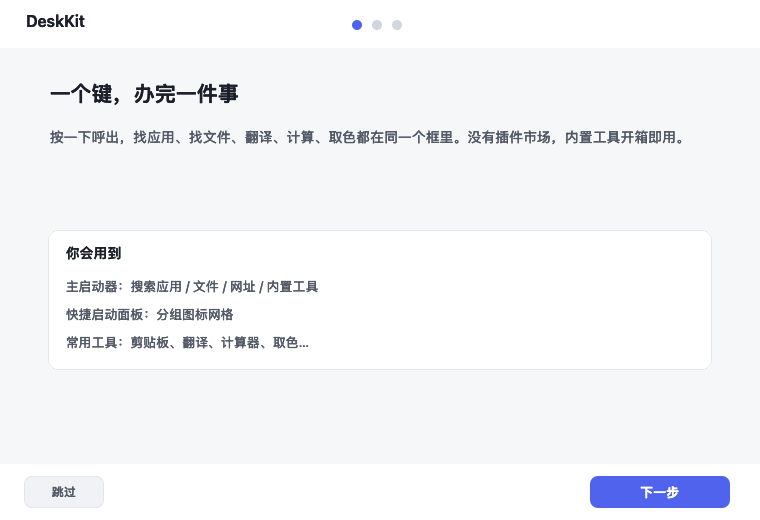 DeskKit
一个键，办完一件事
按一下呼出，找应用、找文件、翻译、计算、取色都在同一个框里。没有插件市场，内置工具开箱即用。
你会用到
主启动器：搜索应用 / 文件 / 网址 / 内置工具
快捷启动面板：分组图标网格
常用工具：剪贴板、翻译、计算器、取色...
跳过
下一步